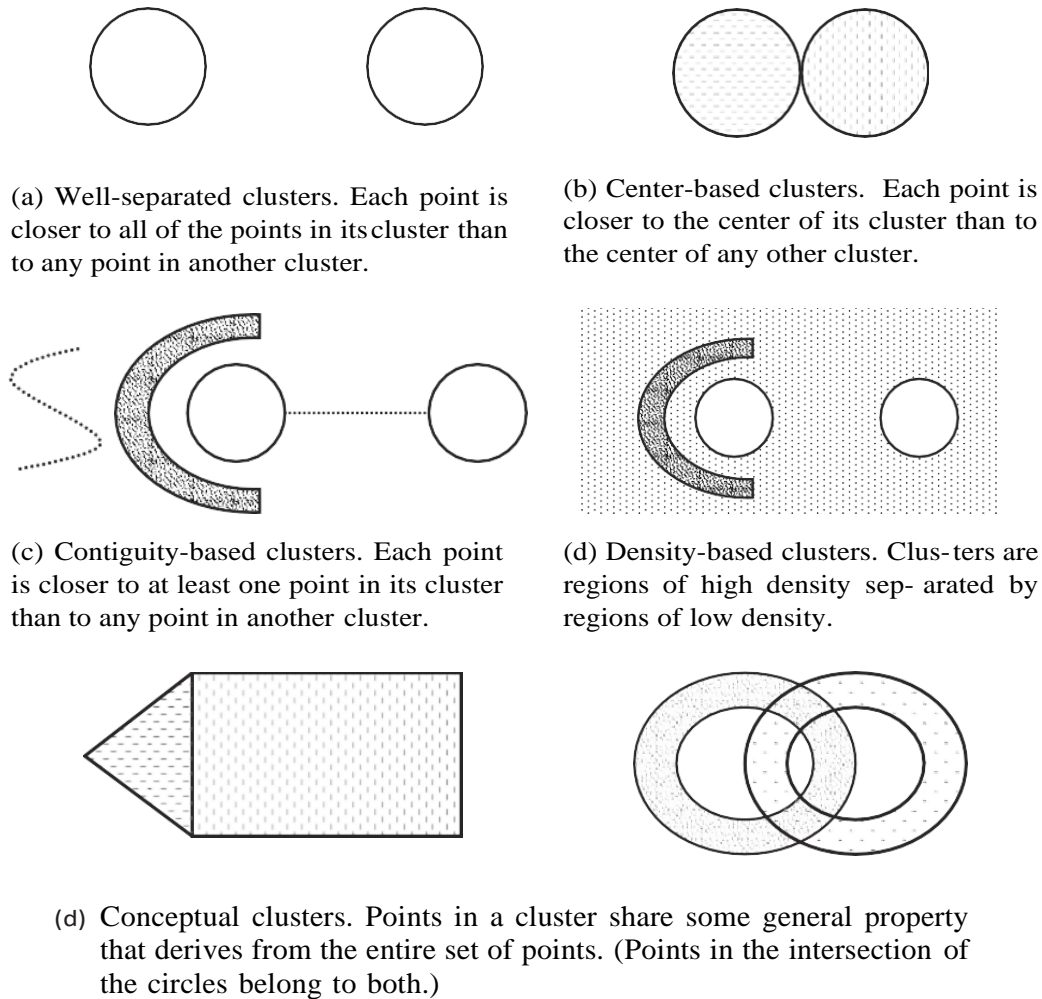 (a) Well-separated clusters. Each point is
closer to all of the points in its cluster than
to any point in another cluster.
(b) Center-based clusters. Each point is
closer to the center of its cluster than to
the center of any other cluster.
(c) Contiguity-based clusters. Each point
is closer to at least one point in its cluster
than to any point in another cluster.
(d) Density-based clusters. Clus-ters are
regions of high density sep- arated by
regions of low density.
(d) Conceptual clusters. Points in a cluster share some general property
that derives from the entire set of points. (Points in the intersection of
the circles belong to both.)